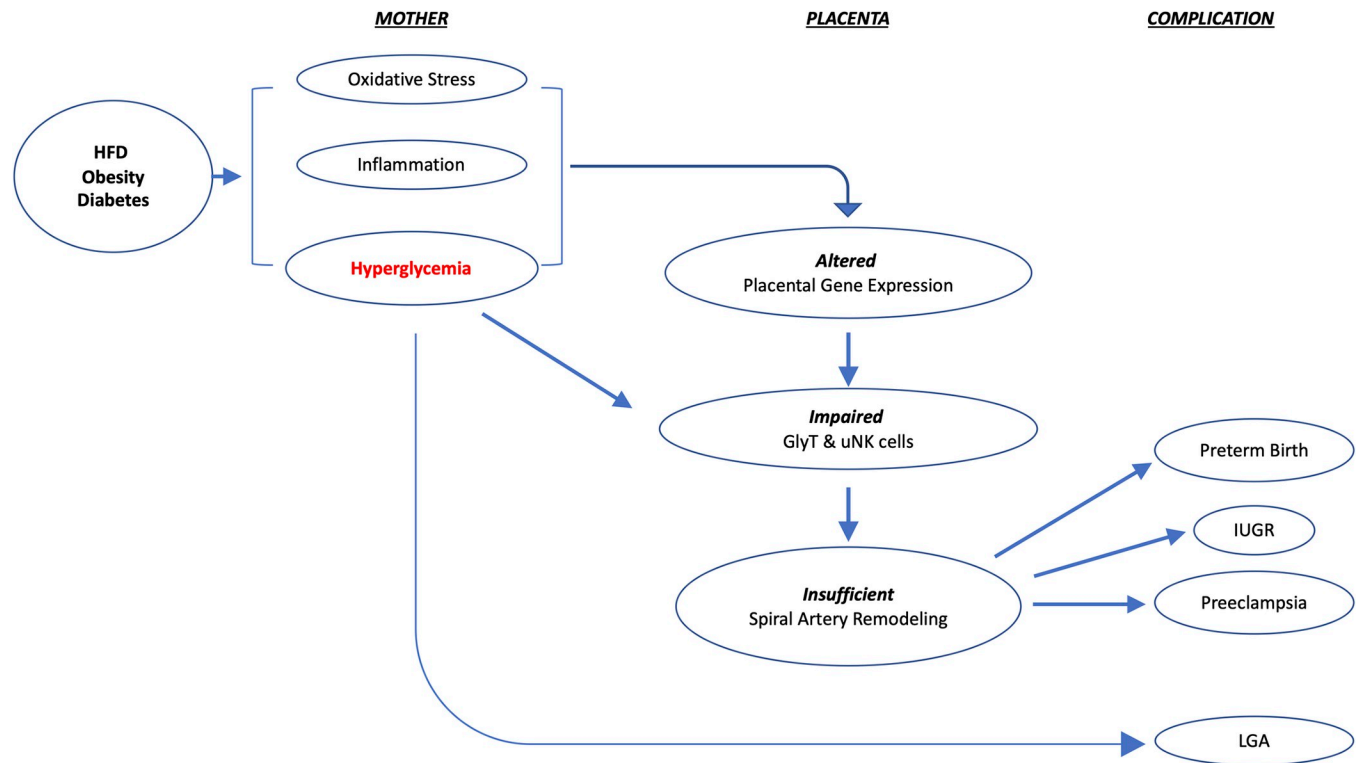 MOTHER
PLACENTA
COMPLICATION
Oxidative Stress
HFD
Obesity
Diabetes
Inflammation
Hyperglycemia
Altered
Placental Gene Expression
Impaired
GlyT & uNK cells
Insufficient
Spiral Artery Remodeling
Preterm Birth
IUGR
Preeclampsia
LGA